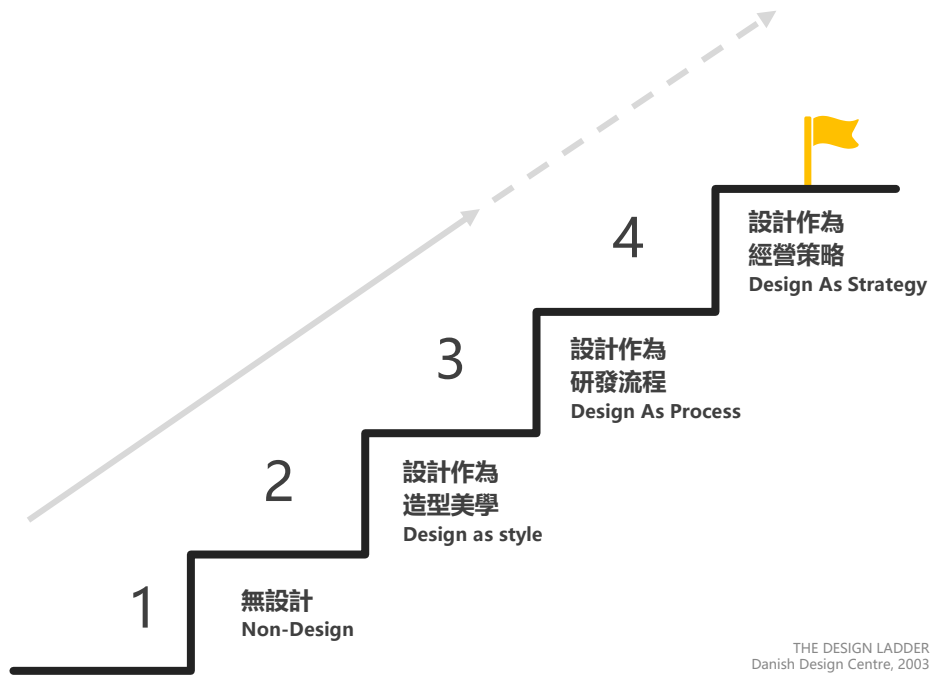 1
無設計
Non-Design
2
設計作為
造型美學
Design as style
3
設計作為
研發流程
Design As Process
4
設計作為
經營策略
Design As Strategy
THE DESIGN LADDER
Danish Design Centre, 2003